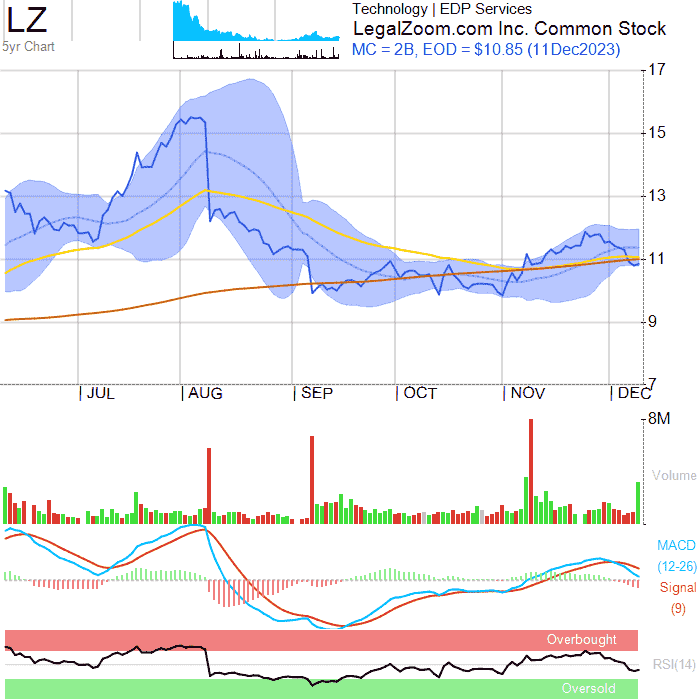 LZ
5yr Chart
Technology | EDP Services
LegalZoom.com Inc. Common Stock
MC = 2B, EOD = $10.85 (11Dec2023)
17
15
13
11
9
7
JUL
AUG
SEP
OCT
NOV
DEC
8M
Volume
MACD
(12-26)
Signal
(9)
Overbought
RSI(14)
Oversold